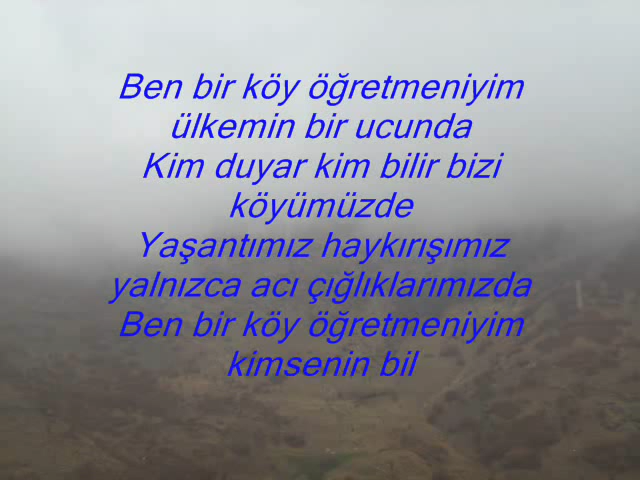 Ben bir köy öğretmeniyim
ülkemin bir ucunda
Kim duyar kim bilir bizi
köyümüzde
Yaşantımız haykırışımız
yalnızca acı çığlıklarımızda
Ben bir köy öğretmeniyim
kimsenin bil